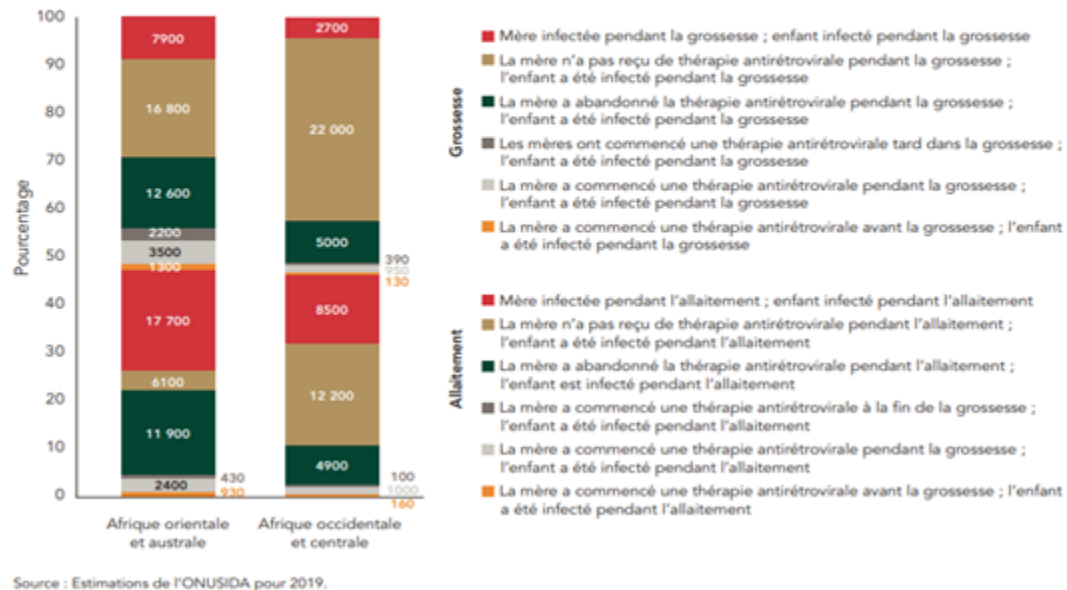 100
90
80
70
60
50
40
30
20
10
0
Pourcentage
7900
16 800
12 600
2200
3500
1300
17 700
6100
11 900
430
2400
930
2700
22 000
5000
390
950
130
8500
12 200
4900
100
1000
160
Afrique orientale
et australe
Afrique occidentale
et centrale
Grossesse
Mère infectée pendant la grossesse ; enfant infecté pendant la grossesse
La mère n'a pas reçu de thérapie antirétrovirale pendant la grossesse ;
l'enfant a été infecté pendant la grossesse
La mère a abandonné la thérapie antirétrovirale pendant la grossesse ;
l'enfant a été infecté pendant la grossesse
Les mères ont commencé une thérapie antirétrovirale tard dans la grossesse ;
l'enfant a été infecté pendant la grossesse
La mère a commencé une thérapie antirétrovirale pendant la grossesse ;
l'enfant a été infecté pendant la grossesse
La mère a commencé une thérapie antirétrovirale avant la grossesse ; l'enfant
a été infecté pendant la grossesse
Allaitement
Mère infectée pendant l'allaitement ; enfant infecté pendant l'allaitement
La mère n'a pas reçu de thérapie antirétrovirale pendant l'allaitement ;
l'enfant a été infecté pendant l'allaitement
La mère a abandonné la thérapie antirétrovirale pendant l'allaitement ;
l'enfant est infecté pendant l'allaitement
La mère a commencé une thérapie antirétrovirale à la fin de la grossesse ;
l'enfant a été infecté pendant l'allaitement
La mère a commencé une thérapie antirétrovirale pendant la grossesse ;
l'enfant a été infecté pendant l'allaitement
La mère a commencé une thérapie antirétrovirale avant la grossesse ; l'enfant
a été infecté pendant l'allaitement
Source : Estimations de l'ONUSIDA pour 2019.